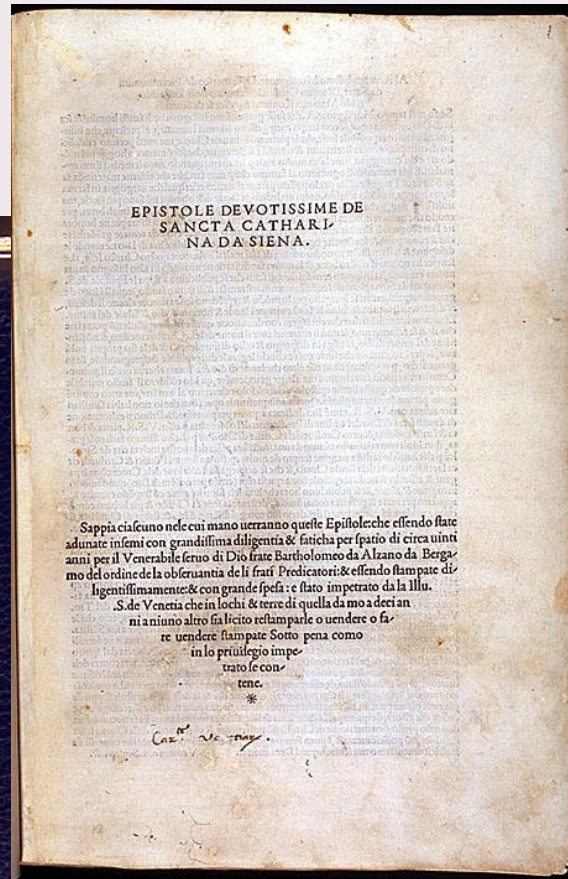 EPISTOLE DEVOTISSIME DE
SANCTA CATHARI-
NA DA SIENA.
Sappia ciascuno nele cui mano uerranno queste Epistole:che essendo state
adunate insemi con grandissima diligentia & faticha per spatio di circa uinti
anni per il Venerabile seruo di Dio frate Bartholomeo da Alzano da Berga-
mo del ordine de la obseruantia de li frati Predicatori:& essendo stampate di-
ligentissimamente:& con grande spesa: e stato impetrato da la Illu.
.S.de Venetia che in lochi & terre di quella da mo a deci an
ni a niuno altro sia licito restamparle o uendere o fa-
re uendere stampate Sotto pena como
in lo priuilegio impe-
trato se con-
tene.
*